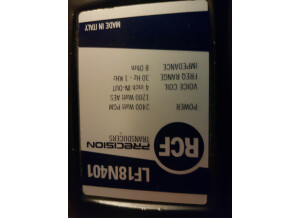 LF18N401
RCF
PRECISION
TRANSDUCERS
POWER 2400 Watt PGM
1200 Watt AES
VOICE COIL 4 inch IN-OUT
FREQ RANGE 30 Hz - 1 KHz
IMPEDANCE 8 Ohm
MADE IN ITALY